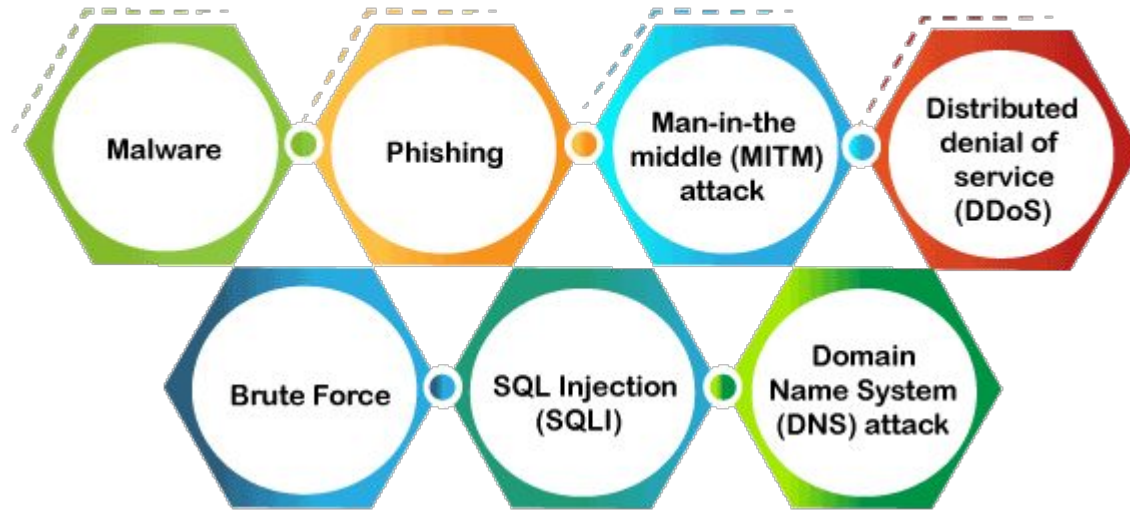 Malware
Phishing
Man-in-the
middle (MITM)
attack
Distributed
denial of
service
(DDoS)
Brute Force
SQL Injection
(SQLI)
Domain
Name System
(DNS) attack